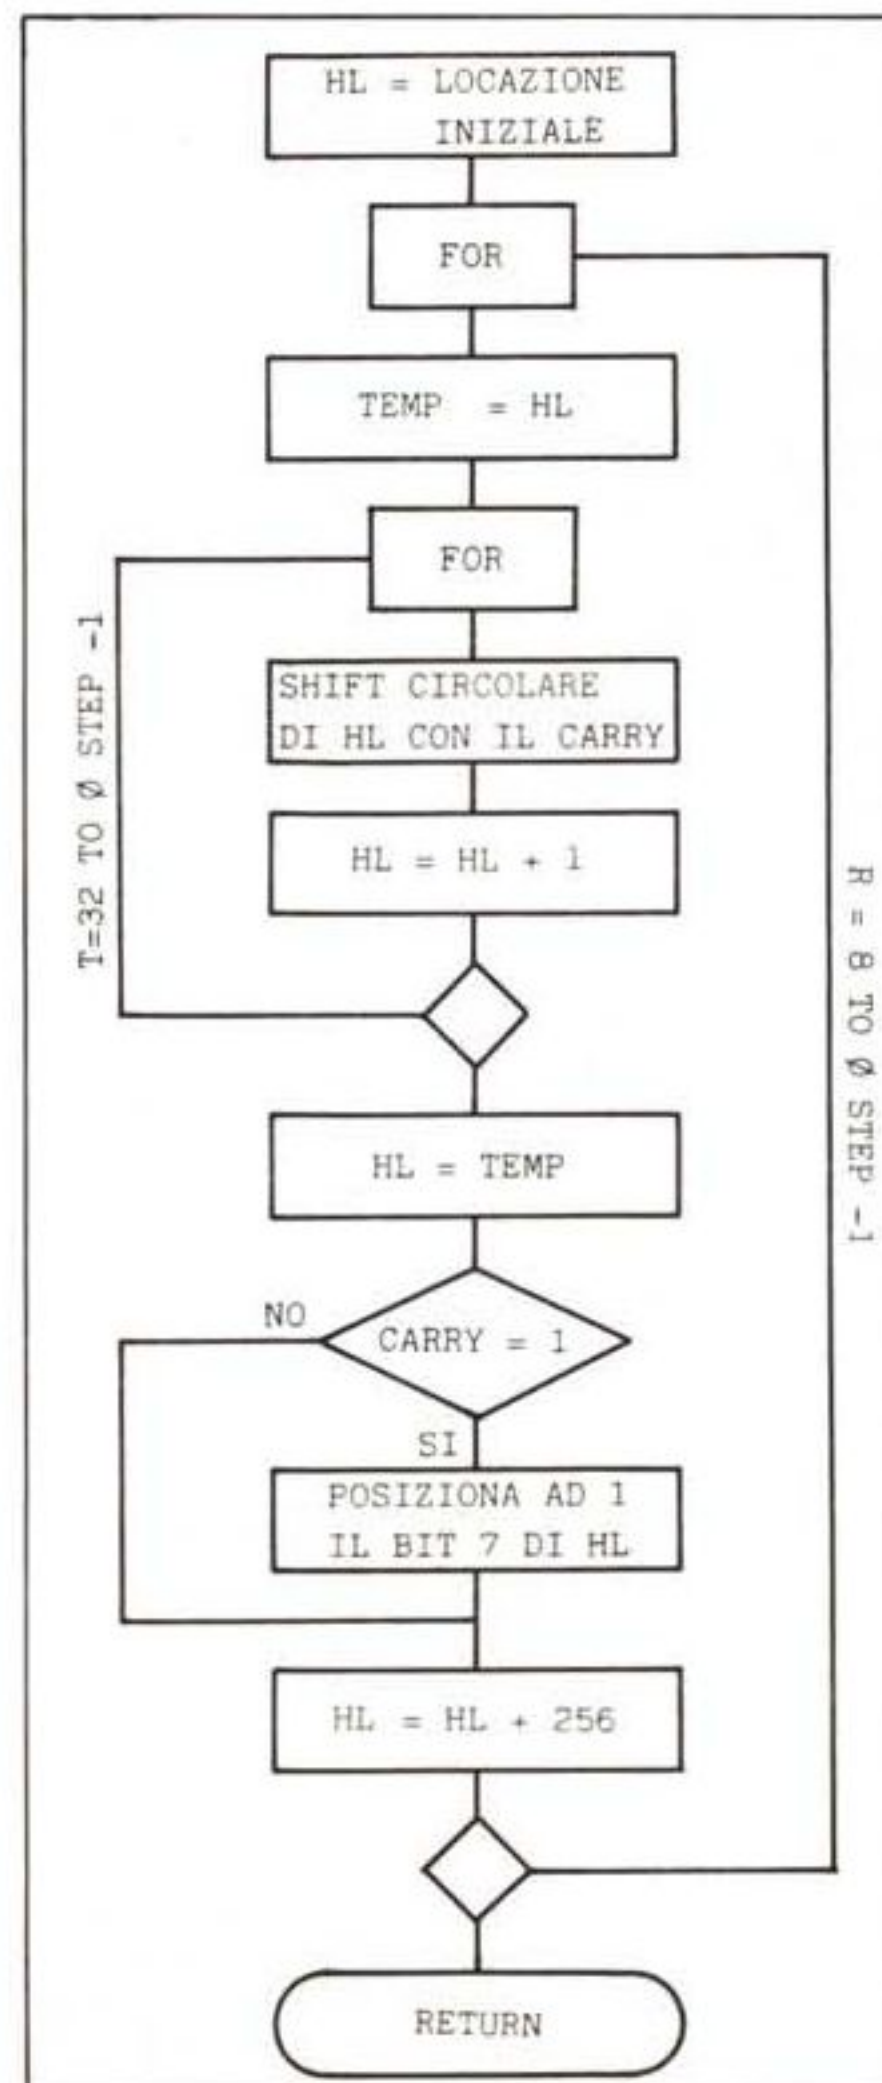 HL = LOCAZIONE
INIZIALE
FOR
TEMP = HL
FOR
T=32 TO Ø STEP -1
SHIFT CIRCOLARE
DI HL CON IL CARRY
HL = HL + 1
R = 8 TO Ø STEP -1
HL = TEMP
NO
CARRY = 1
SI
POSIZIONA AD 1
IL BIT 7 DI HL
HL = HL + 256
RETURN